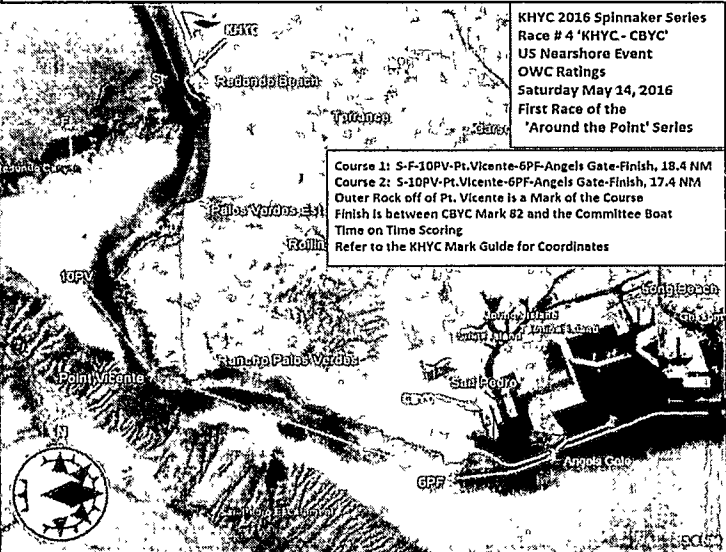 KHYC 2016 Spinnaker Series
Race # 4 'KHYC - CBYC'
US Nearshore Event
OWC Ratings
Saturday May 14, 2016
First Race of the
'Around the Point' Series
Course 1: S-F-10PV-Pt.Vicente-6PF-Angels Gate-Finish, 18.4 NM
Course 2: S-10PV-Pt.Vicente-6PF-Angels Gate-Finish, 17.4 NM
Outer Rock off of Pt. Vicente is a Mark of the Course
Finish is between CBYC Mark 82 and the Committee Boat
Time on Time Scoring
Refer to the KHYC Mark Guide for Coordinates
KHYC
Redondo Beach
Torrance
F
Palos Verdes Est
Rollin
10PV
Long Beach
Rancho Palos Verdes
Point Vicente
San Pedro
CBYC
Angels Gate
6PF
N